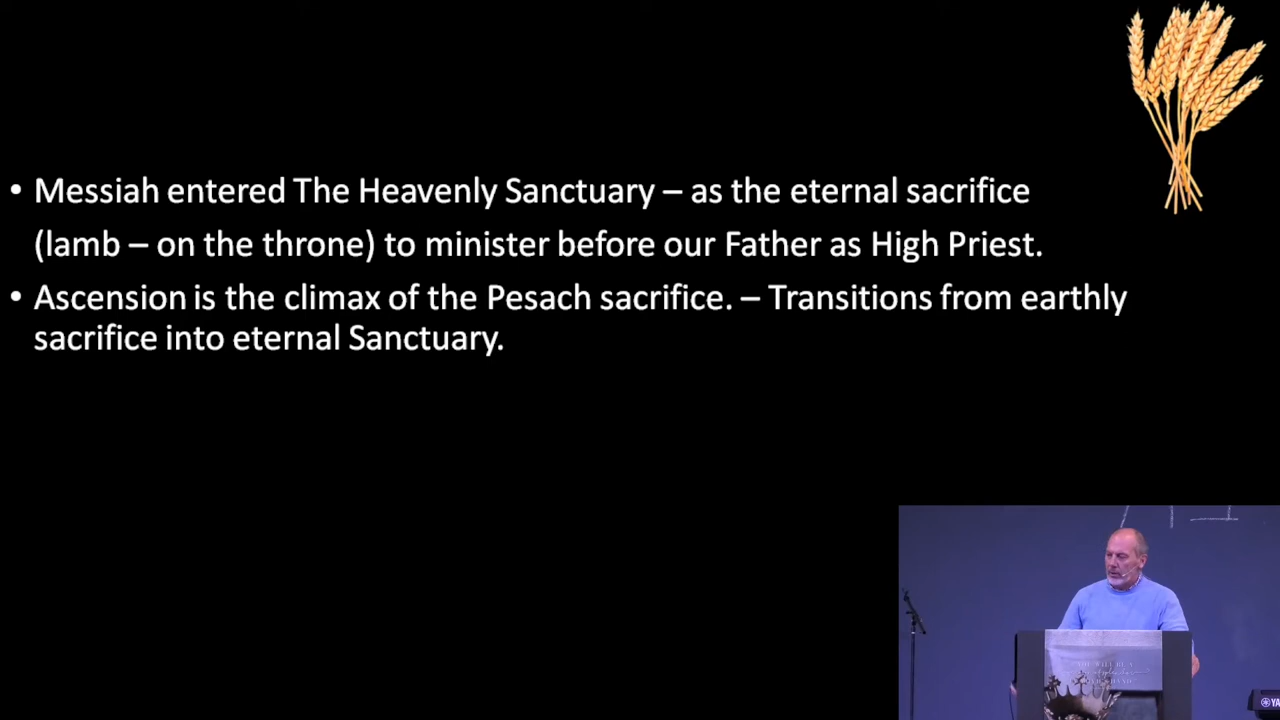 • Messiah entered The Heavenly Sanctuary – as the eternal sacrifice
(lamb – on the throne) to minister before our Father as High Priest.
• Ascension is the climax of the Pesach sacrifice. – Transitions from earthly
sacrifice into eternal Sanctuary.